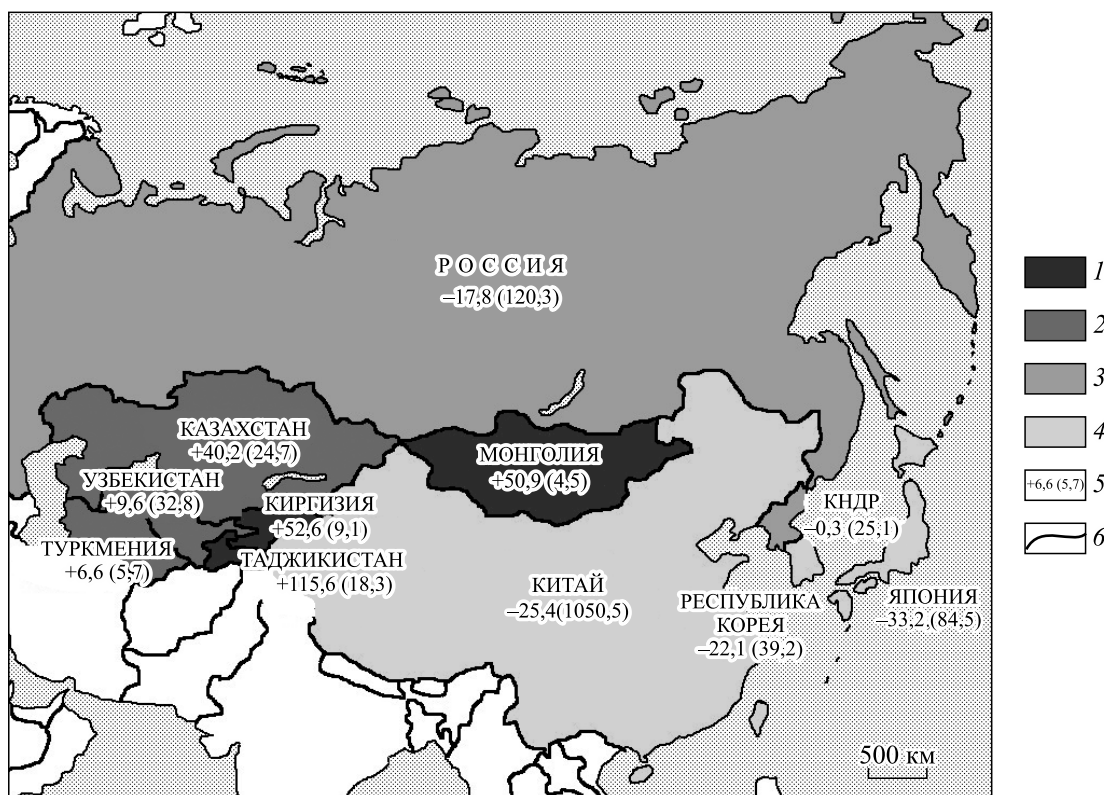 РОССИЯ
–17,8 (120,3)
КАЗАХСТАН
+40,2 (24,7)
МОНГОЛИЯ
+50,9 (4,5)
УЗБЕКИСТАН
+9,6 (32,8)
КИРГИЗИЯ
+52,6 (9,1)
КНДР
–0,3 (25,1)
ТУРКМЕНИЯ
+6,6 (5,7)
ТАДЖИКИСТАН
+115,6 (18,3)
КИТАЙ
–25,4(1050,5)
РЕСПУБЛИКА
КОРЕЯ
–22,1 (39,2)
ЯПОНИЯ
–33,2 (84,5)
500 км
1
2
3
4
+6,6 (5,7) 5
6